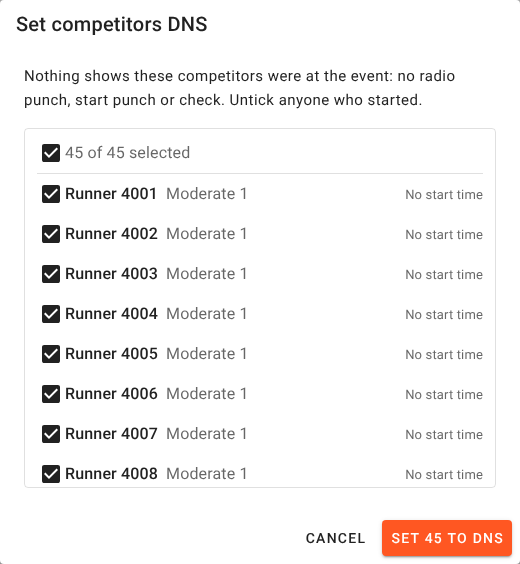 Set competitors DNS
Nothing shows these competitors were at the event: no radio
punch, start punch or check. Untick anyone who started.
45 of 45 selected
Runner 4001 Moderate 1 No start time
Runner 4002 Moderate 1 No start time
Runner 4003 Moderate 1 No start time
Runner 4004 Moderate 1 No start time
Runner 4005 Moderate 1 No start time
Runner 4006 Moderate 1 No start time
Runner 4007 Moderate 1 No start time
Runner 4008 Moderate 1 No start time
CANCEL SET 45 TO DNS